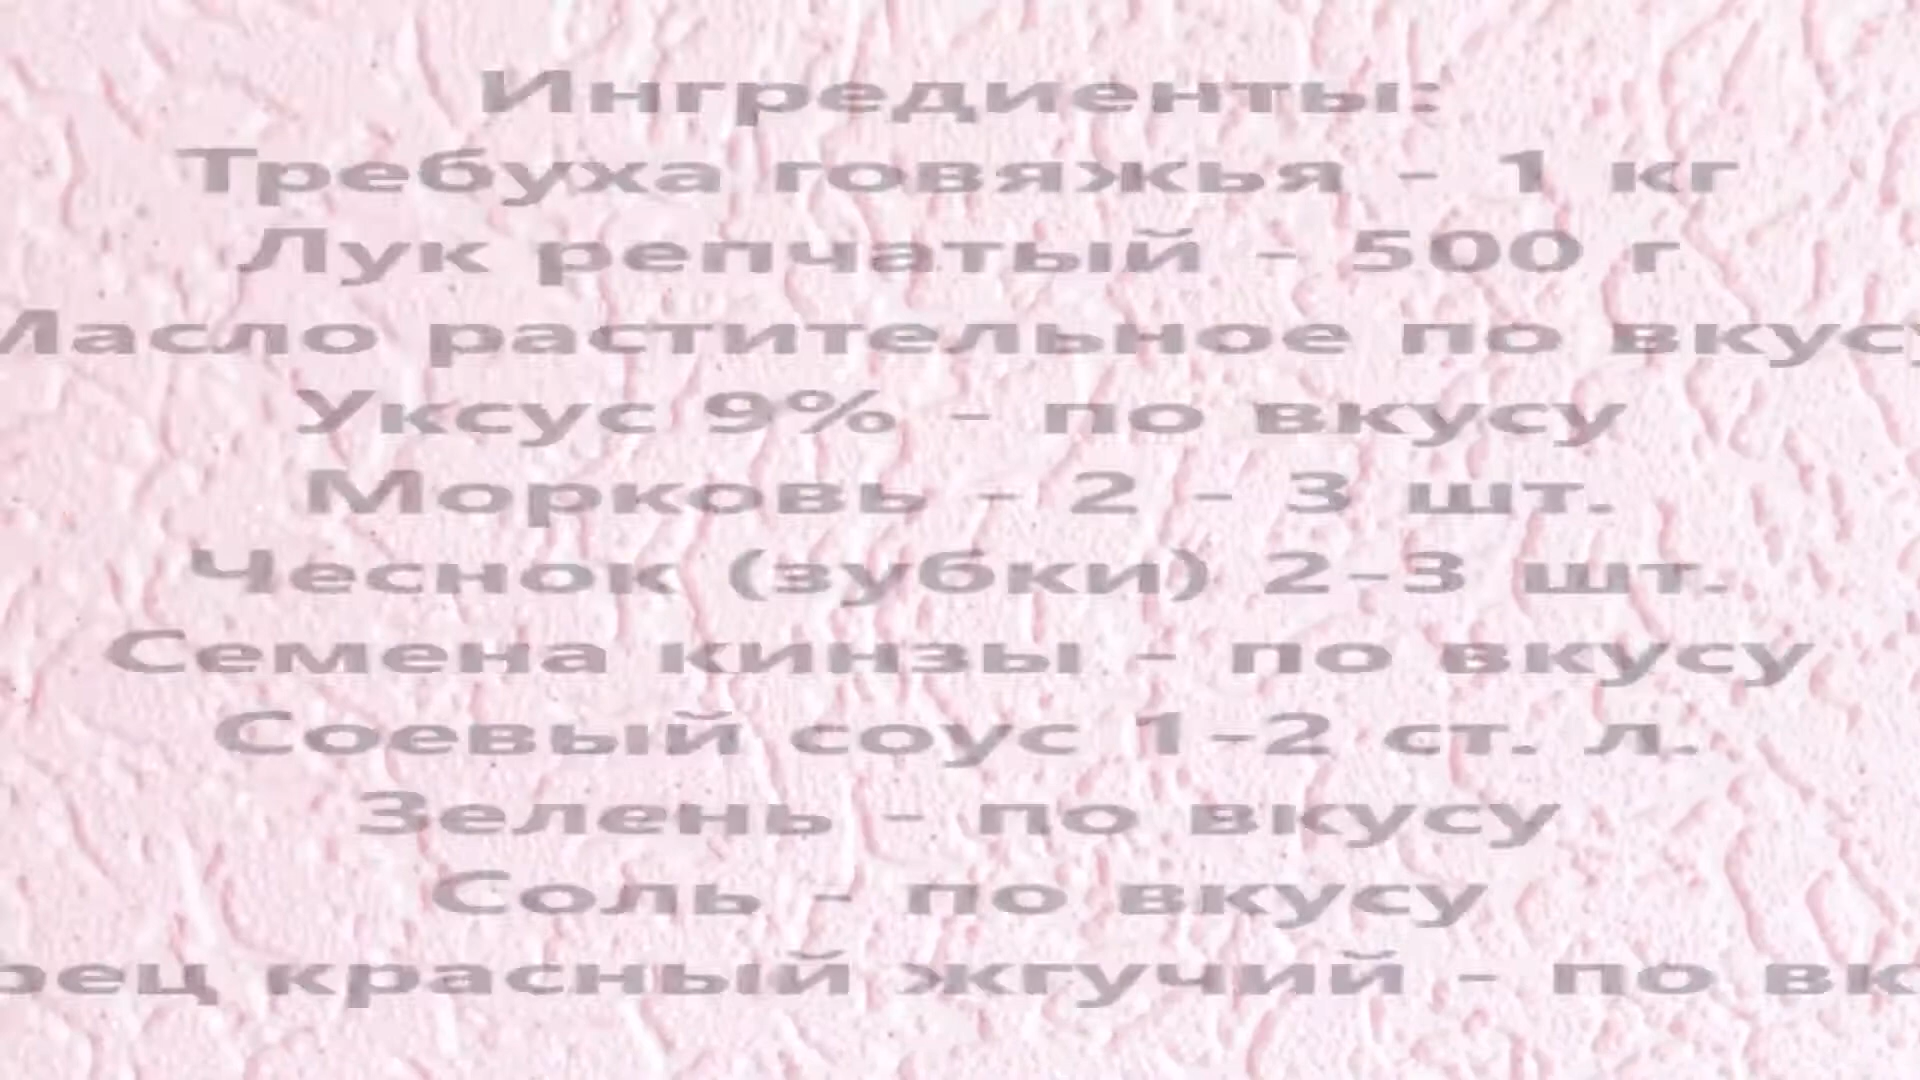 Ингредиенты:
Требуха говяжья - 1 кг
Лук репчатый - 500 г
Масло растительное по вкусу
Уксус 9% - по вкусу
Морковь - 2 - 3 шт.
Чеснок (зубки) 2-3 шт.
Семена кинзы - по вкусу
Соевый соус 1-2 ст. л.
Зелень - по вкусу
Соль - по вкусу
красный жгучий - по